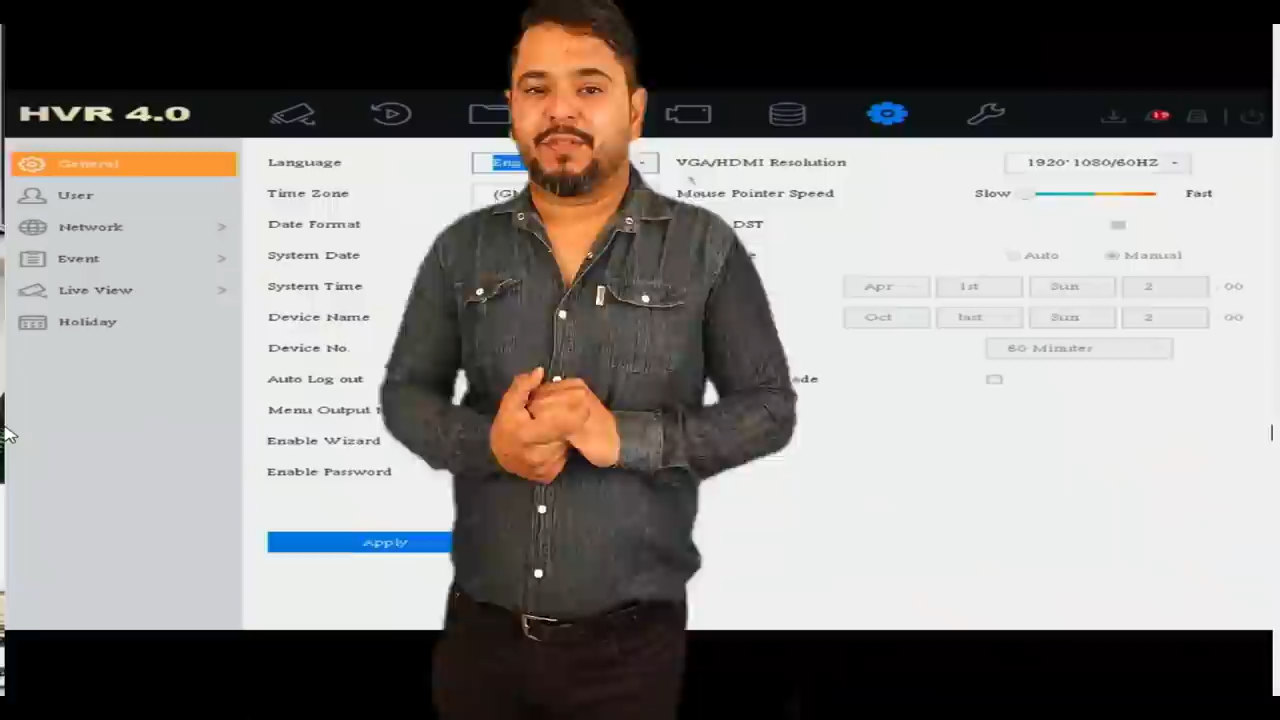 HVR 4.0
General
User
Network
Event
Live View
Holiday
Language
VGA/HDMI Resolution
1920*1080/60HZ
Time Zone
Mouse Pointer Speed
Slow
Fast
Date Format
DST
System Date
Auto
Manual
System Time
Apr
1st
Sun
2
: 00
Device Name
Oct
last
Sun
2
: 00
Device No.
60 Minutes
Auto Log out
Menu Output
Enable Wizard
Enable Password
Apply